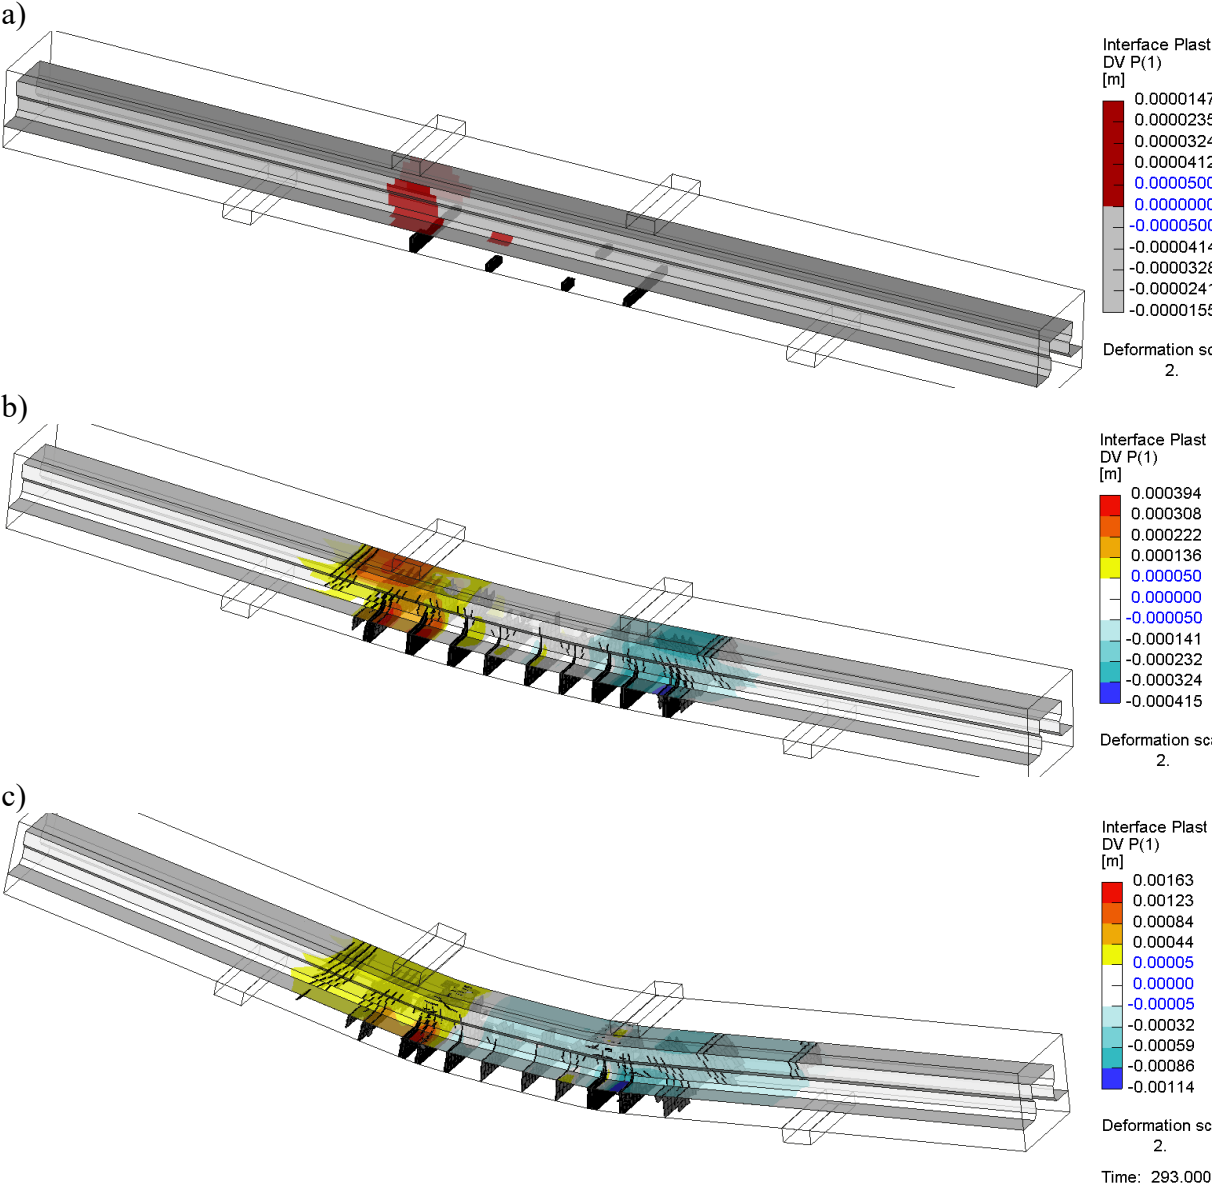 a)
Interface Plast
DV P(1)
[m]
0.0000147
0.0000235
0.0000324
0.0000412
0.0000500
0.0000000
-0.0000500
-0.0000414
-0.0000328
-0.0000241
-0.0000155
Deformation sc
2.
b)
Interface Plast
DV P(1)
[m]
0.000394
0.000308
0.000222
0.000136
0.000050
0.000000
-0.000050
-0.000141
-0.000232
-0.000324
-0.000415
Deformation sca
2.
c)
Interface Plast
DV P(1)
[m]
0.00163
0.00123
0.00084
0.00044
0.00005
0.00000
-0.00005
-0.00032
-0.00059
-0.00086
-0.00114
Deformation sc
2.
Time: 293.000